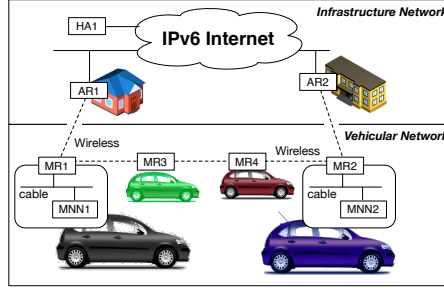 Infrastructure Network
HA1
IPv6 Internet
AR1
AR2
Vehicular Network
Wireless
Wireless
MR1
MR3
MR4
MR2
cable
MNN1
cable
MNN2